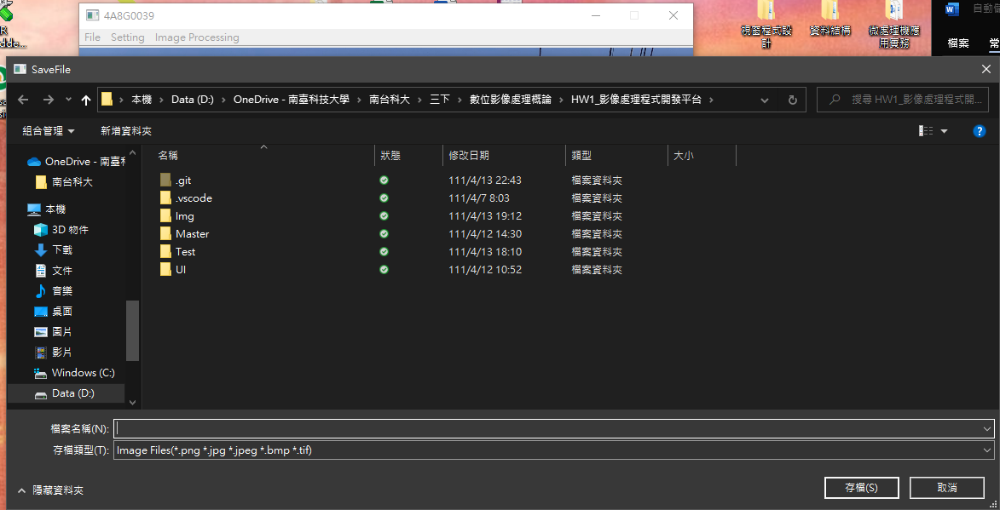 4A8G0039
File Setting Image Processing
R
dde...
視窗程式設計
資料結構
微處理機應用實務
自動儲
檔案 常
SaveFile
本機 › Data (D:) › OneDrive - 南臺科技大學 › 南台科大 › 三下 › 數位影像處理概論 › HW1_影像處理程式開發平台 ›
搜尋 HW1_影像處理程式開...
組合管理 新增資料夾
OneDrive - 南臺科
南台科大
本機
3D 物件
下載
文件
音樂
桌面
圖片
影片
Windows (C:)
Data (D:)
名稱 狀態 修改日期 類型 大小
.git 111/4/13 22:43 檔案資料夾
.vscode 111/4/7 8:03 檔案資料夾
Img 111/4/13 19:12 檔案資料夾
Master 111/4/12 14:30 檔案資料夾
Test 111/4/13 18:10 檔案資料夾
UI 111/4/12 10:52 檔案資料夾
檔案名稱(N):
存檔類型(T): Image Files(*.png *.jpg *.jpeg *.bmp *.tif)
隱藏資料夾
存檔(S) 取消